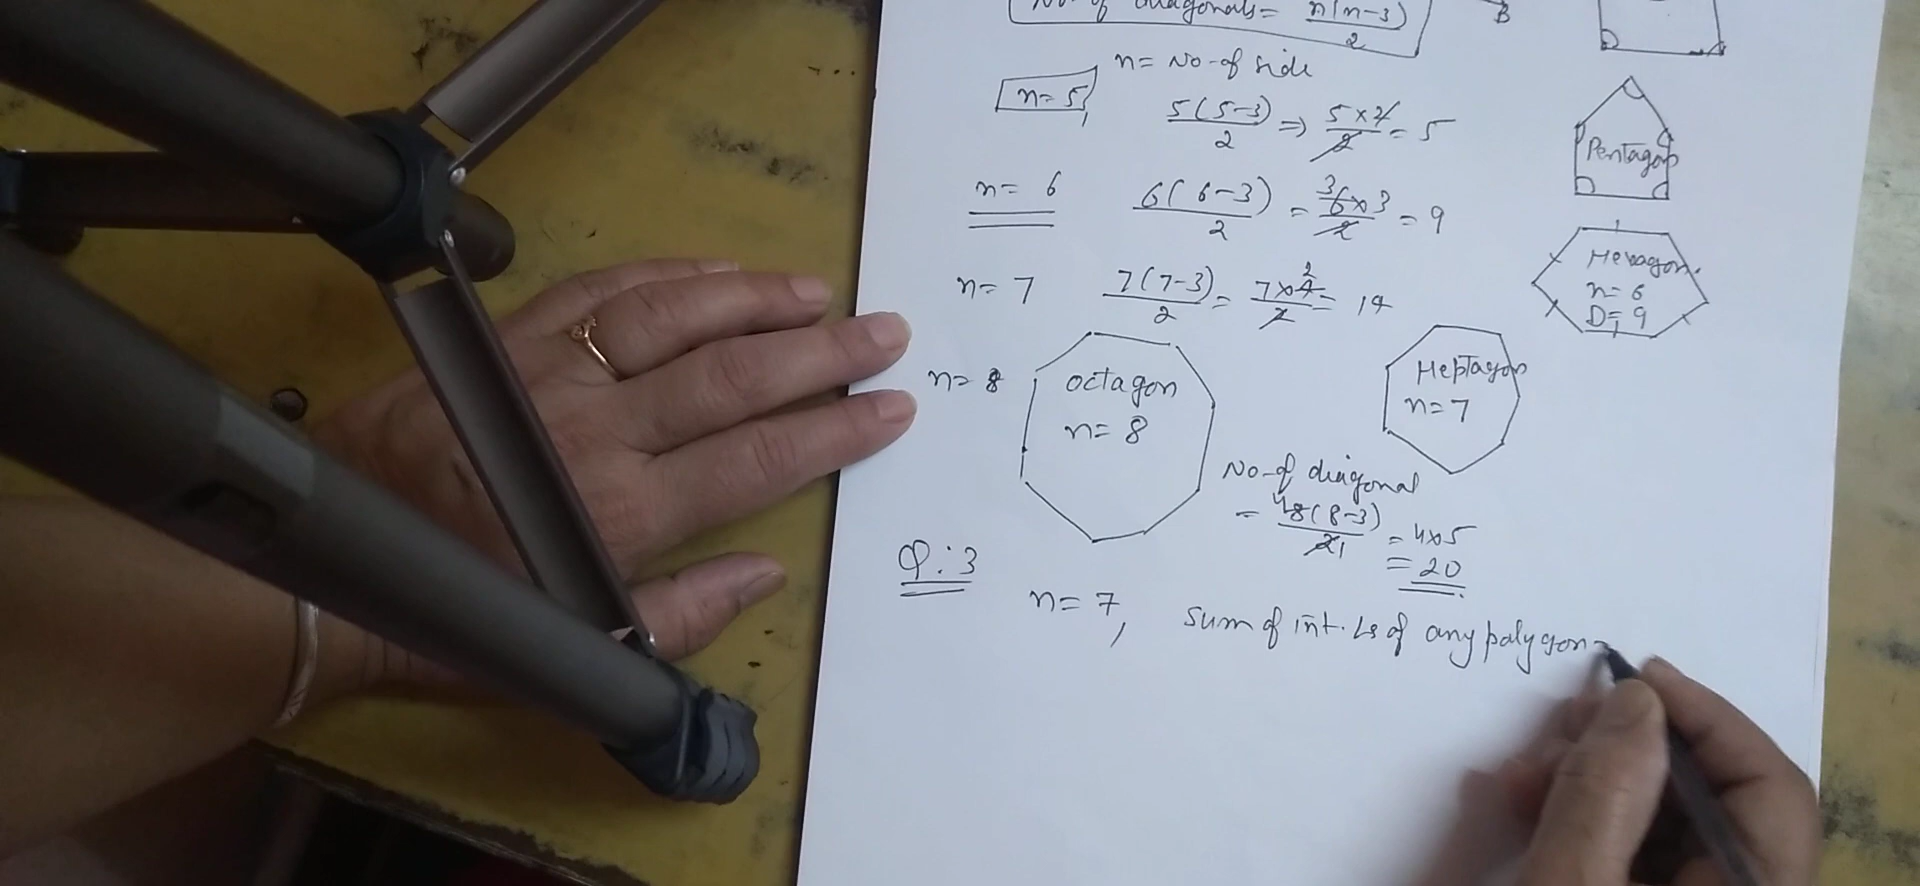 No. of diagonals = n(n-3)/2
B
n = No-of side
n = 5, 5(5-3)/2 ⇒ 5×2/2 = 5
Pentagon
n = 6 6(6-3)/2 = 6×3/2 = 9
Hexagon
n = 6
D = 9
n = 7 7(7-3)/2 = 7×4/2 = 14
n = 8
Octagon
n = 8
Heptagon
n = 7
No-of diagonal
= 8(8-3)/2 = 4×5
= 20
Q:3
n = 7, Sum of int. ∠s of any polygon =